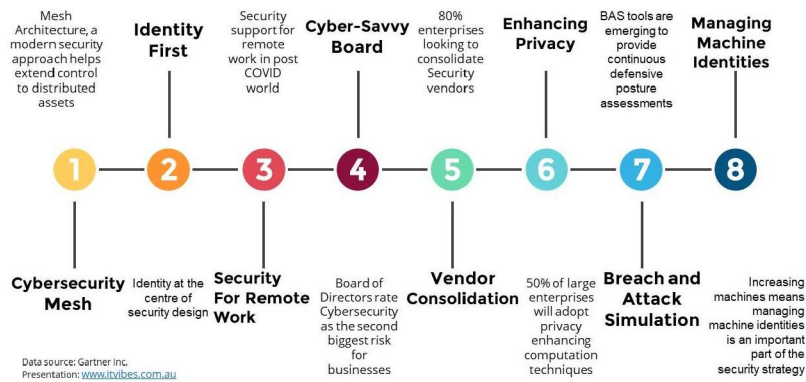 Mesh
Architecture, a
modern security
approach helps
extend control
to distributed
assets
1
Cybersecurity
Mesh
Identity
First
2
Identity at the
centre of
security design
Security
support for
remote
work in post
COVID
world
3
Security
For Remote
Work
Cyber-Savvy
Board
4
Board of
Directors rate
Cybersecurity
as the second
biggest risk
for
businesses
80%
enterprises
looking to
consolidate
Security
vendors
5
Vendor
Consolidation
Enhancing
Privacy
6
50% of large
enterprises
will adopt
privacy
enhancing
computation
techniques
BAS tools are
emerging to
provide
continuous
defensive
posture
assessments
7
Breach and
Attack
Simulation
Managing
Machine
Identities
8
Increasing
machines means
managing
machine identities
is an important
part of the
security strategy
Data source: Gartner Inc.
Presentation: www.itvibes.com.au